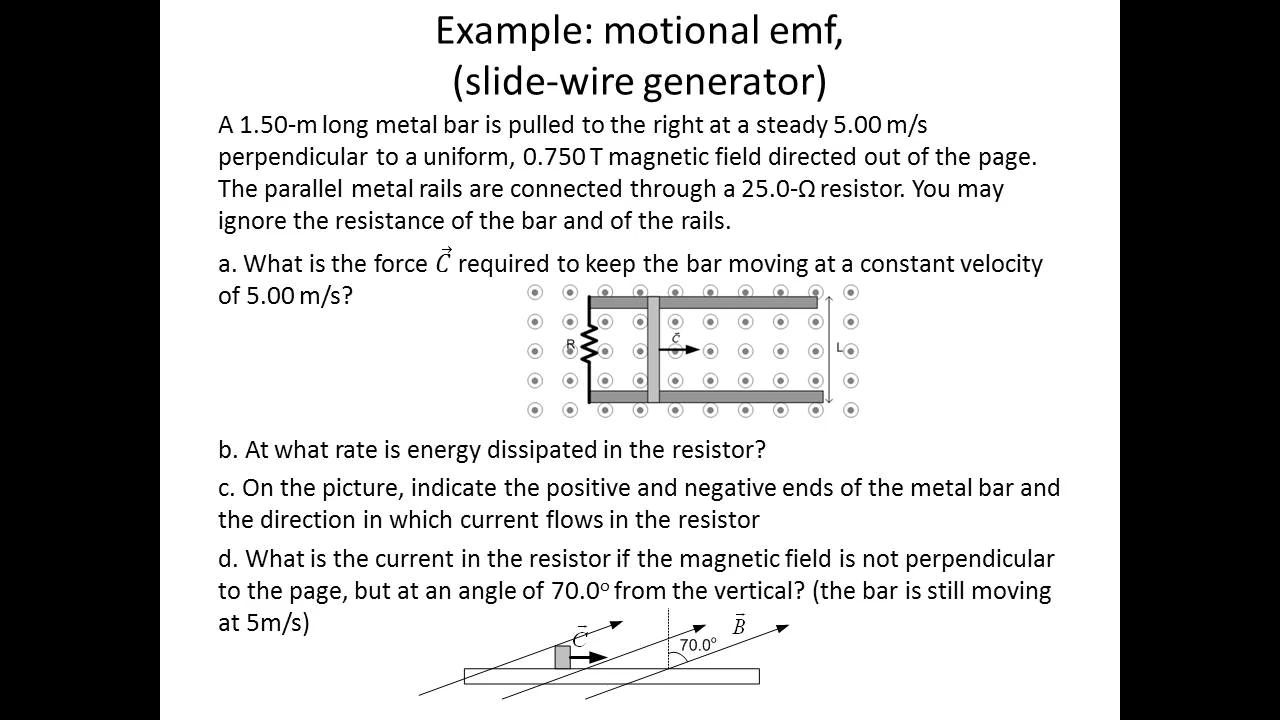 Example: motional emf,
(slide-wire generator)
A 1.50-m long metal bar is pulled to the right at a steady 5.00 m/s
perpendicular to a uniform, 0.750 T magnetic field directed out of the page.
The parallel metal rails are connected through a 25.0-Ω resistor. You may
ignore the resistance of the bar and of the rails.
a. What is the force C⃗ required to keep the bar moving at a constant velocity
of 5.00 m/s?
C⃗
R
L
b. At what rate is energy dissipated in the resistor?
c. On the picture, indicate the positive and negative ends of the metal bar and
the direction in which current flows in the resistor
d. What is the current in the resistor if the magnetic field is not perpendicular
to the page, but at an angle of 70.0° from the vertical? (the bar is still moving
at 5m/s)
C⃗
B⃗
70.0°